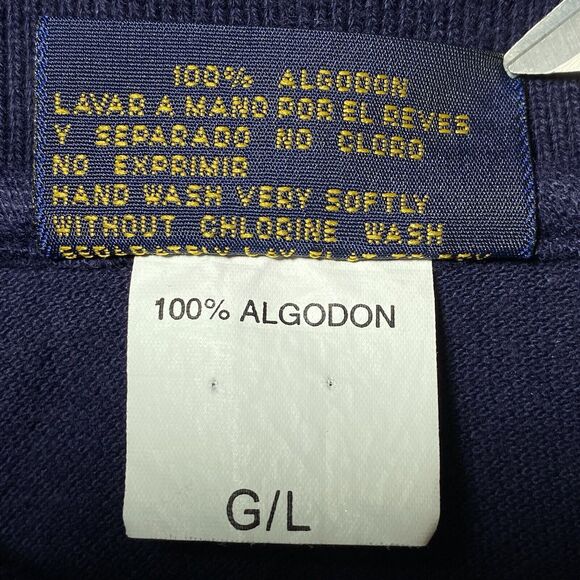 100% ALGODON
LAVAR A MANO POR EL REVES
Y SEPARADO NO CLORO
NO EXPRIMIR
HAND WASH VERY SOFTLY
WITHOUT CHLORINE WASH
100% ALGODON
G/L